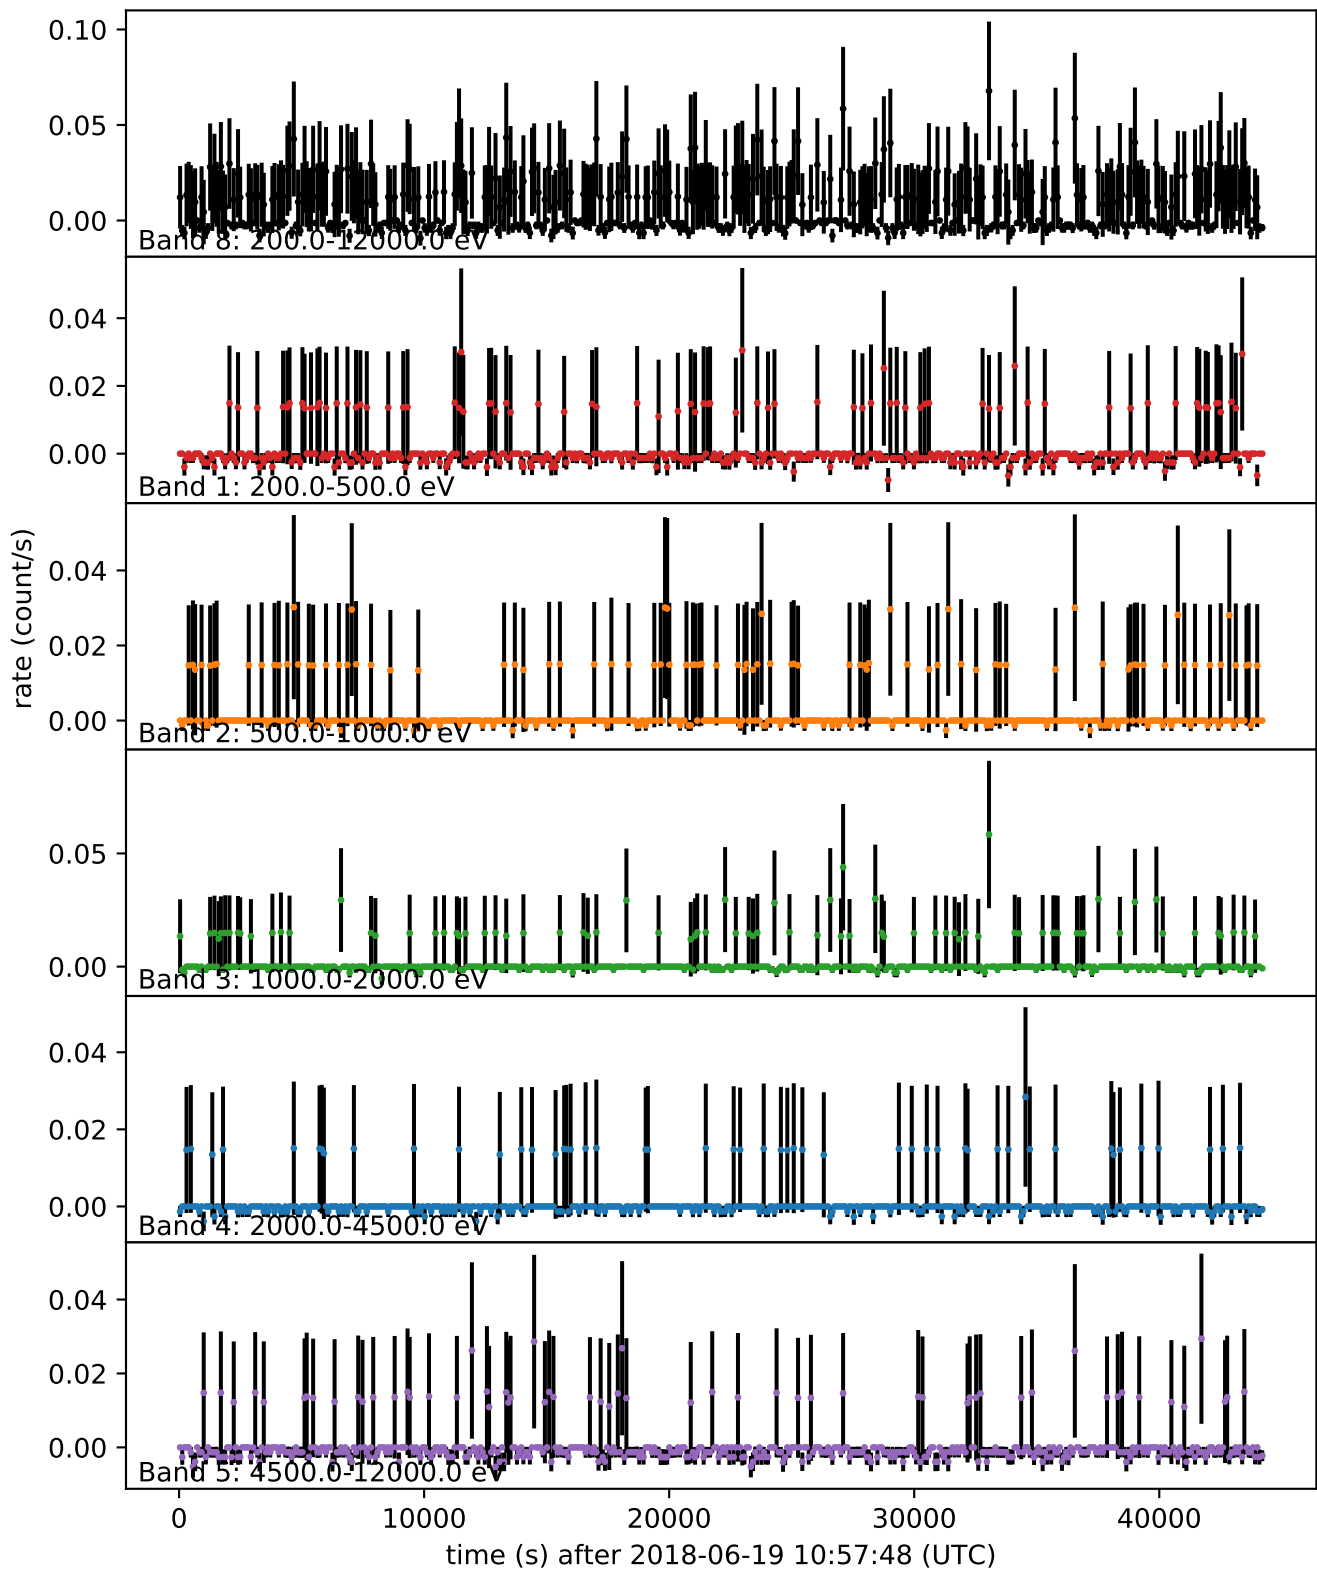 0.10
0.05
0.00
Band 8: 200.0-12000.0 eV
0.04
0.02
0.00
Band 1: 200.0-500.0 eV
rate (count/s)
0.04
0.02
0.00
Band 2: 500.0-1000.0 eV
0.05
0.00
Band 3: 1000.0-2000.0 eV
0.04
0.02
0.00
Band 4: 2000.0-4500.0 eV
0.04
0.02
0.00
Band 5: 4500.0-12000.0 eV
0 10000 20000 30000 40000
time (s) after 2018-06-19 10:57:48 (UTC)